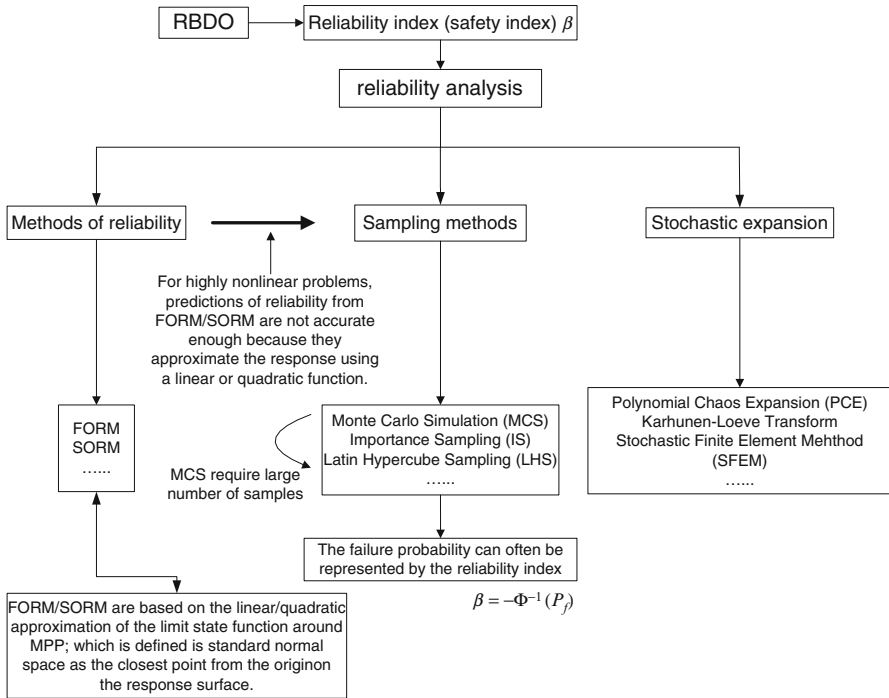 RBDO
Reliability index (safety index) β
reliability analysis
Methods of reliability
Sampling methods
Stochastic expansion
For highly nonlinear problems,
predictions of reliability from
FORM/SORM are not accurate
enough because they
approximate the response using
a linear or quadratic function.
FORM
SORM
......
Monte Carlo Simulation (MCS)
Importance Sampling (IS)
Latin Hypercube Sampling (LHS)
......
MCS require large
number of samples
Polynomial Chaos Expansion (PCE)
Karhunen-Loeve Transform
Stochastic Finite Element Mehthod
(SFEM)
......
The failure probability can often be
represented by the reliability index
β = –Φ⁻¹ (P_f)
FORM/SORM are based on the linear/quadratic
approximation of the limit state function around
MPP; which is defined is standard normal
space as the closest point from the originon
the response surface.